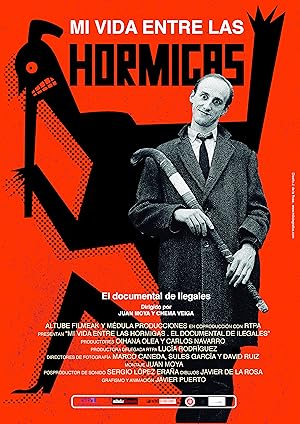 MI VIDA ENTRE LAS
HORMIGAS
El documental de Ilegales
Dirigido por
JUAN MOYA Y CHEMA VEIGA
ALTUBE FILMEAK Y MÉDULA PRODUCCIONES EN COPRODUCCIÓN CON RTPA
PRESENTAN "MI VIDA ENTRE LAS HORMIGAS - EL DOCUMENTAL DE ILEGALES"
PRODUCTORES OIHANA OLEA Y CARLOS NAVARRO
PRODUCTORA DELEGADA RTPA LUCÍA RODRÍGUEZ
DIRECTORES DE FOTOGRAFÍA MARCO CANEDA, SULES GARCÍA Y DAVID RUIZ
MONTAJE JUAN MOYA
POSPRODUCTOR DE SONIDO SERGIO LÓPEZ ERAÑA DIBUJOS JAVIER DE LA ROSA
GRAFISMO Y ANIMACIÓN JAVIER PUERTO